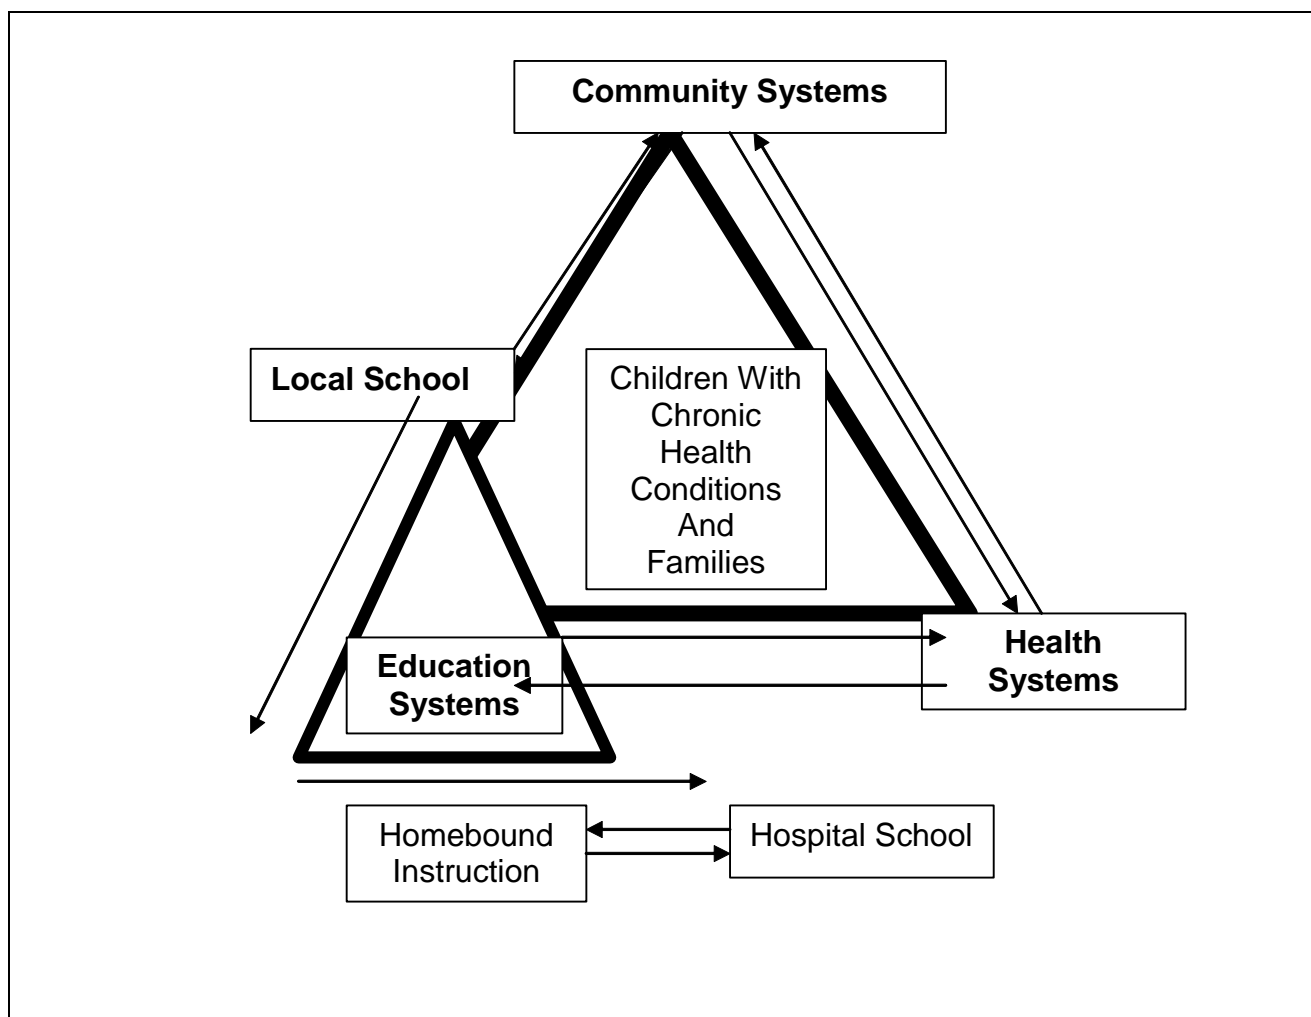 Community Systems
Local School
Children With
Chronic
Health
Conditions
And
Families
Education
Systems
Health
Systems
Homebound
Instruction
Hospital School